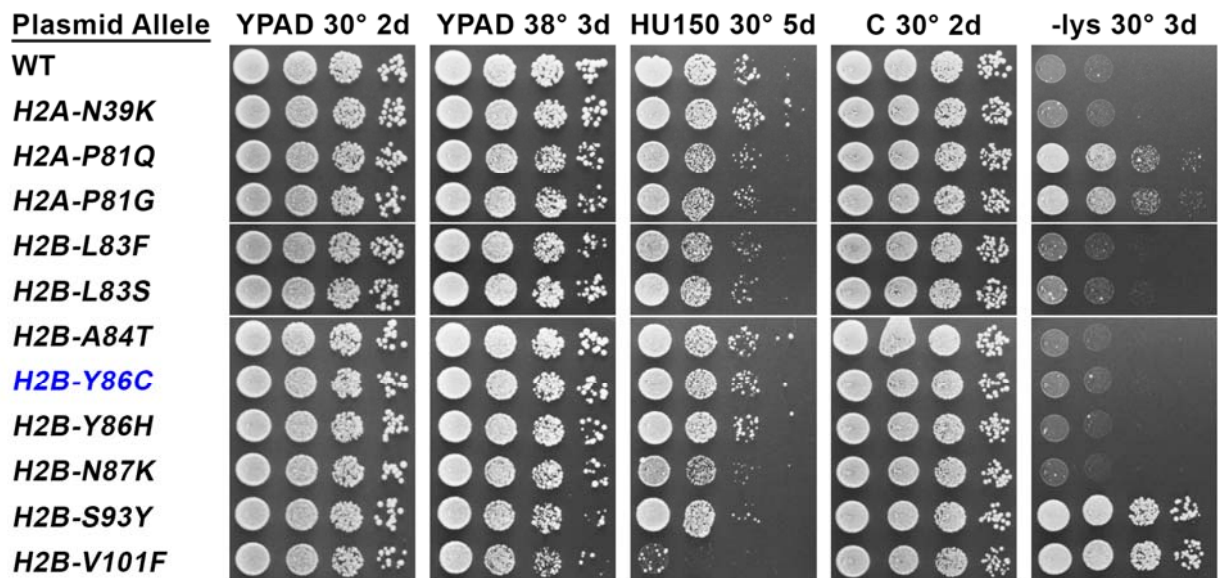 Plasmid Allele YPAD 30° 2d YPAD 38° 3d HU150 30° 5d C 30° 2d -lys 30° 3d
WT
H2A-N39K
H2A-P81Q
H2A-P81G
H2B-L83F
H2B-L83S
H2B-A84T
H2B-Y86C
H2B-Y86H
H2B-N87K
H2B-S93Y
H2B-V101F